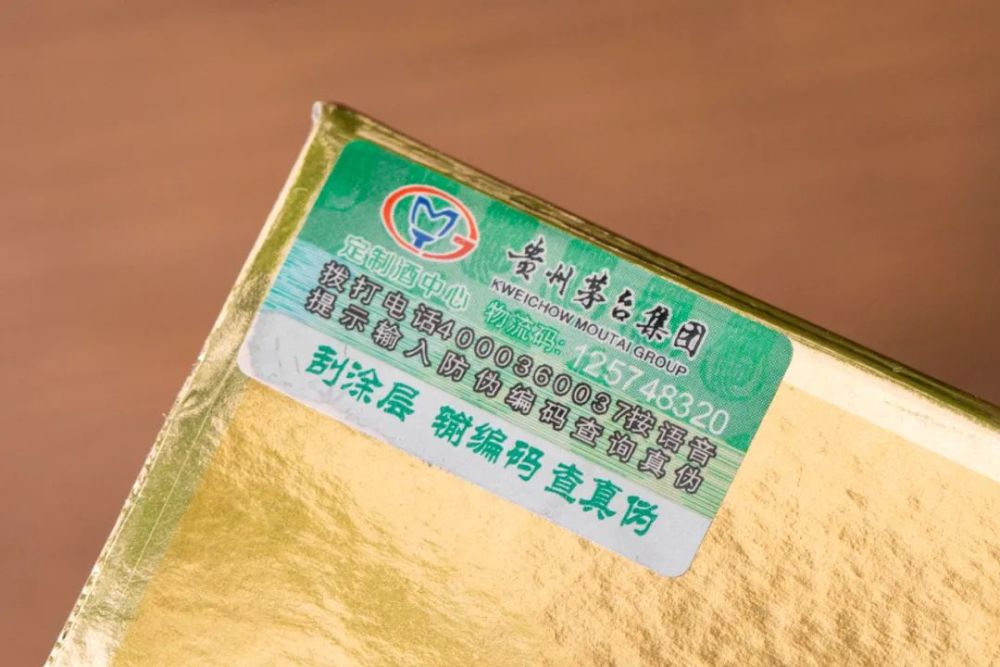 贵州茅台集团
KWEICHOW MOUTAI GROUP
定制酒中心 物流码:125748320
拨打电话4000360037按语音
提示输入防伪编码查询真伪
刮涂层 输编码 查真伪